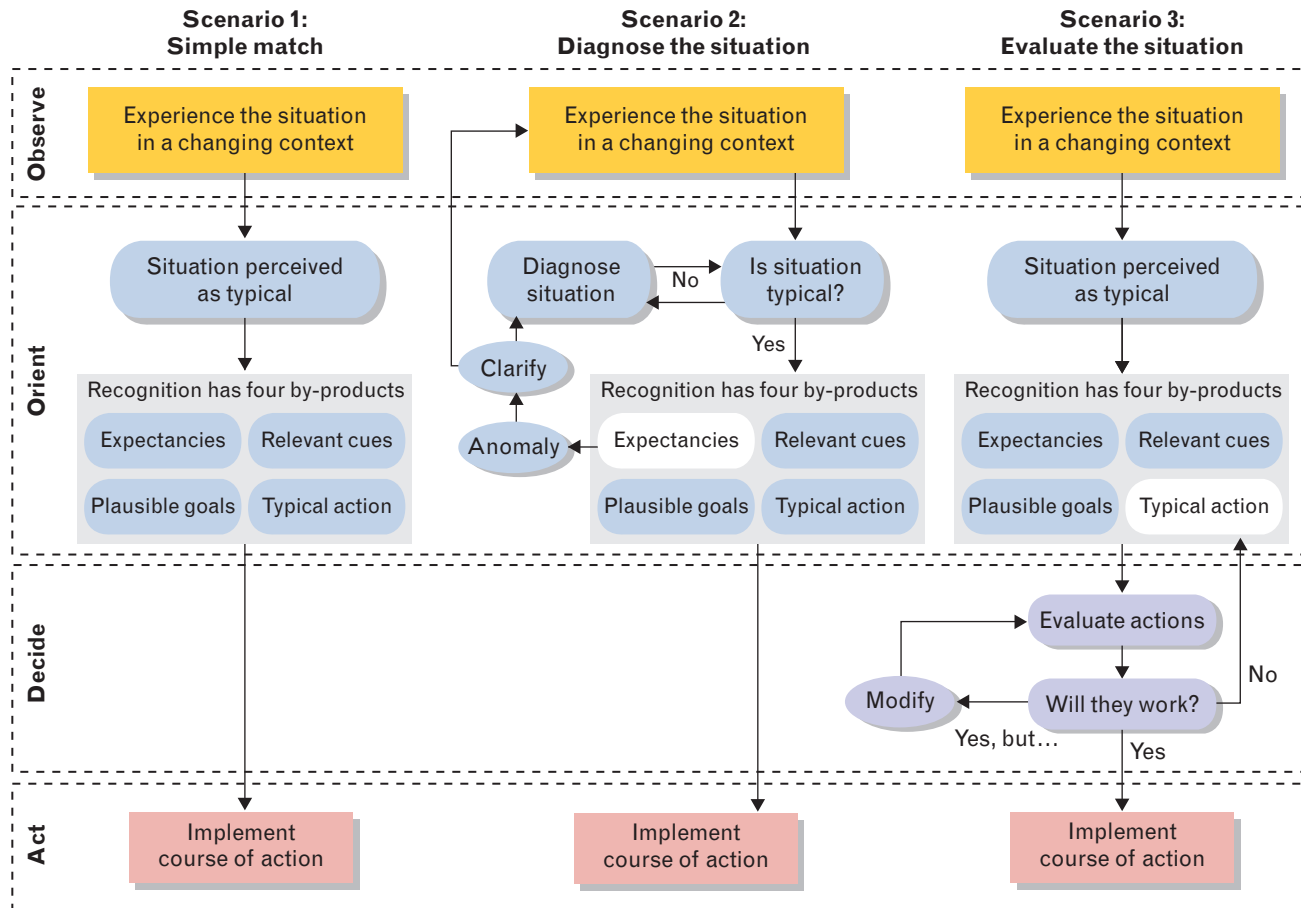 Scenario 1:
Simple match
Scenario 2:
Diagnose the situation
Scenario 3:
Evaluate the situation
Observe
Experience the situation
in a changing context
Experience the situation
in a changing context
Experience the situation
in a changing context
Orient
Situation perceived
as typical
Diagnose
situation
No
Is situation
typical?
Situation perceived
as typical
Yes
Clarify
Anomaly
Recognition has four by-products
Expectancies
Relevant cues
Plausible goals
Typical action
Recognition has four by-products
Expectancies
Relevant cues
Plausible goals
Typical action
Recognition has four by-products
Expectancies
Relevant cues
Plausible goals
Typical action
Decide
Evaluate actions
Modify
Will they work?
No
Yes, but...
Yes
Act
Implement
course of action
Implement
course of action
Implement
course of action